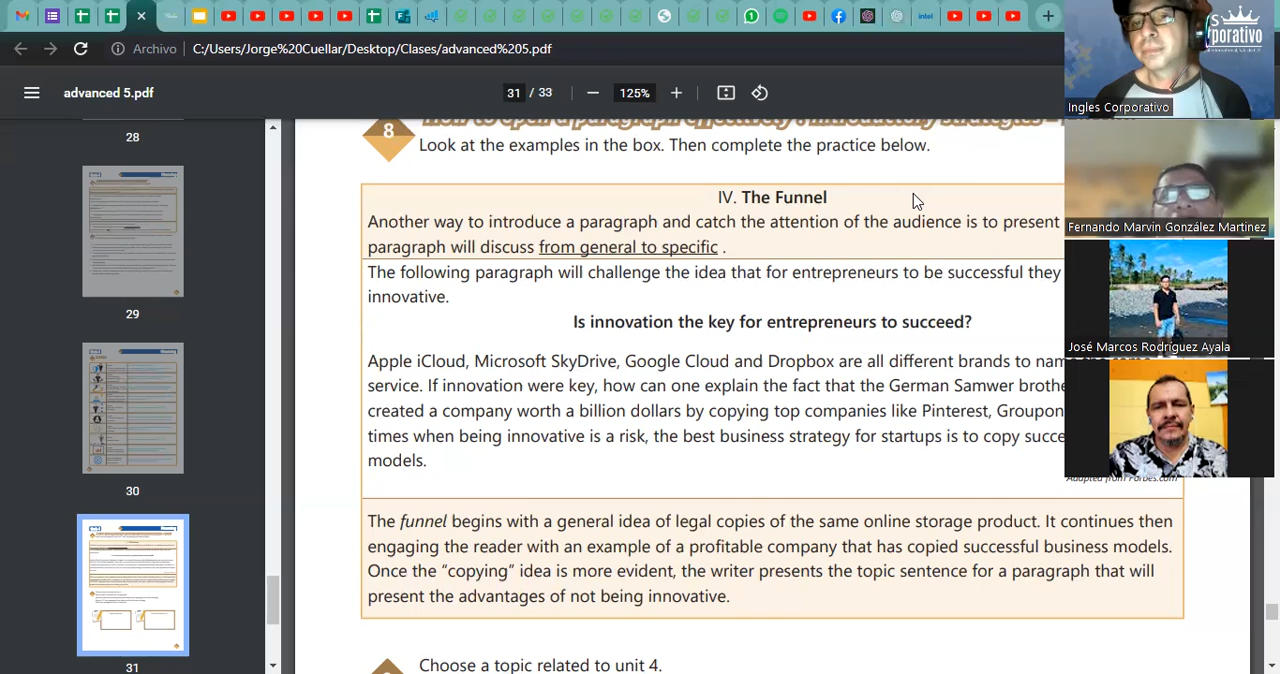 Archivo
C:/Users/Jorge%20Cuellar/Desktop/Clases/advanced%205.pdf
advanced 5.pdf
31 / 33
125%
28
29
30
31
8
How to open a paragraph effectively
Look at the examples in the box. Then complete the practice below.
IV. The Funnel
Another way to introduce a paragraph and catch the attention of the audience is to present
paragraph will discuss from general to specific .
The following paragraph will challenge the idea that for entrepreneurs to be successful they
innovative.
Is innovation the key for entrepreneurs to succeed?
Apple iCloud, Microsoft SkyDrive, Google Cloud and Dropbox are all different brands to
service. If innovation were key, how can one explain the fact that the German Samwer
created a company worth a billion dollars by copying top companies like Pinterest, Groupon
times when being innovative is a risk, the best business strategy for startups is to copy
models.
Adapted from Forbes.com
The funnel begins with a general idea of legal copies of the same online storage product. It continues then
engaging the reader with an example of a profitable company that has copied successful business models.
Once the “copying” idea is more evident, the writer presents the topic sentence for a paragraph that will
present the advantages of not being innovative.
Choose a topic related to unit 4.
Ingles Corporativo
Fernando Marvin González Martinez
José Marcos Rodriguez Ayala
intel